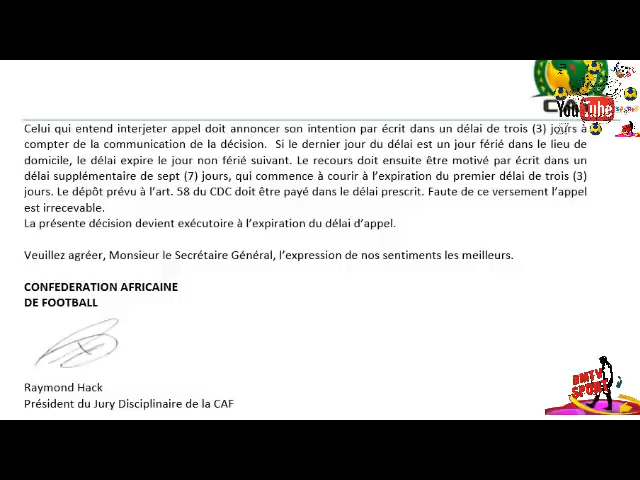 CAF
YouTube
Celui qui entend interjeter appel doit annoncer son intention par écrit dans un délai de trois (3) jours à
compter de la communication de la décision. Si le dernier jour du délai est un jour férié dans le lieu de
domicile, le délai expire le jour non férié suivant. Le recours doit ensuite être motivé par écrit dans un
délai supplémentaire de sept (7) jours, qui commence à courir à l'expiration du premier délai de trois (3)
jours. Le dépôt prévu à l'art. 58 du CDC doit être payé dans le délai prescrit. Faute de ce versement l'appel
est irrecevable.
La présente décision devient exécutoire à l'expiration du délai d'appel.
Veuillez agréer, Monsieur le Secrétaire Général, l'expression de nos sentiments les meilleurs.
CONFEDERATION AFRICAINE
DE FOOTBALL
Raymond Hack
Président du Jury Disciplinaire de la CAF
DMTV
SPORT